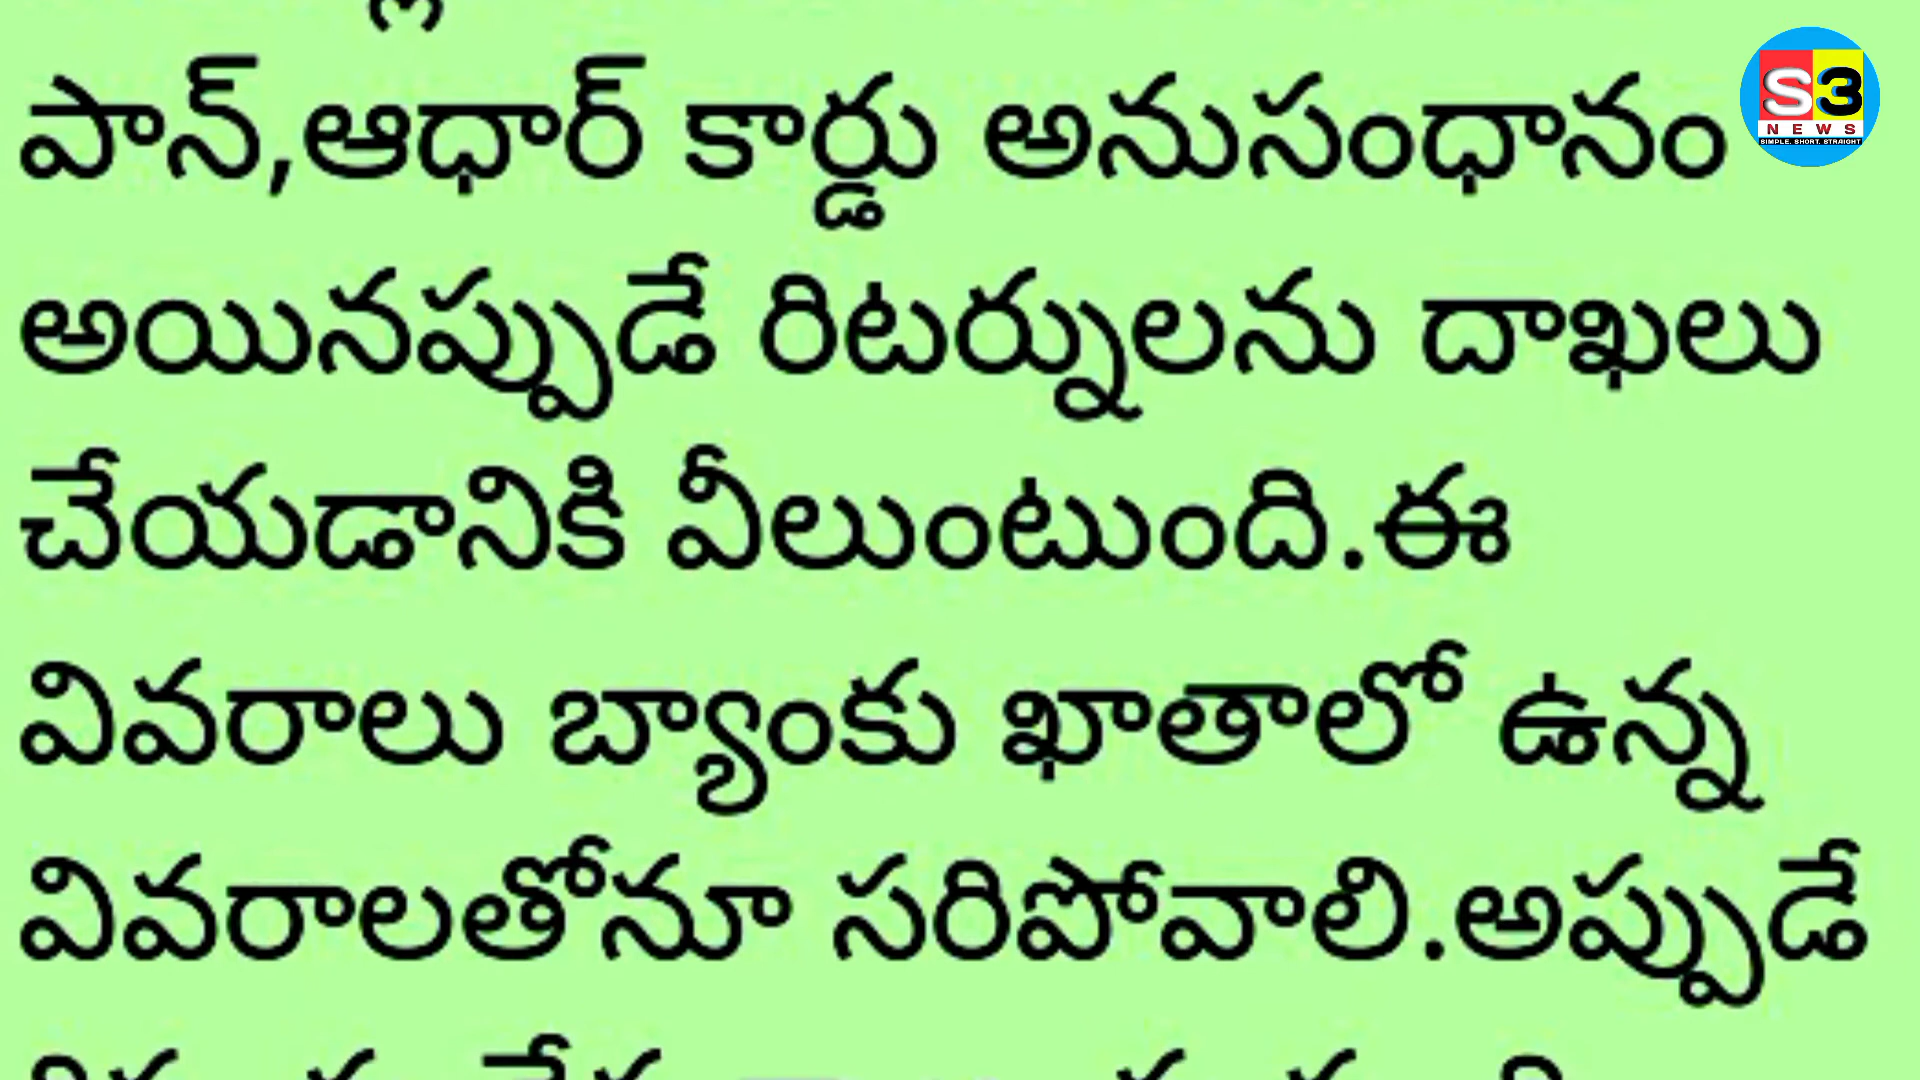 పాన్,ఆధార్ కార్డు అనుసంధానం
అయినప్పుడే రిటర్నులను దాఖలు
చేయడానికి వీలుంటుంది.ఈ
వివరాలు బ్యాంకు ఖాతాలో ఉన్న
వివరాలతోనూ సరిపోవాలి.అప్పుడే
S3
NEWS
SIMPLE. SHORT. STRAIGHT